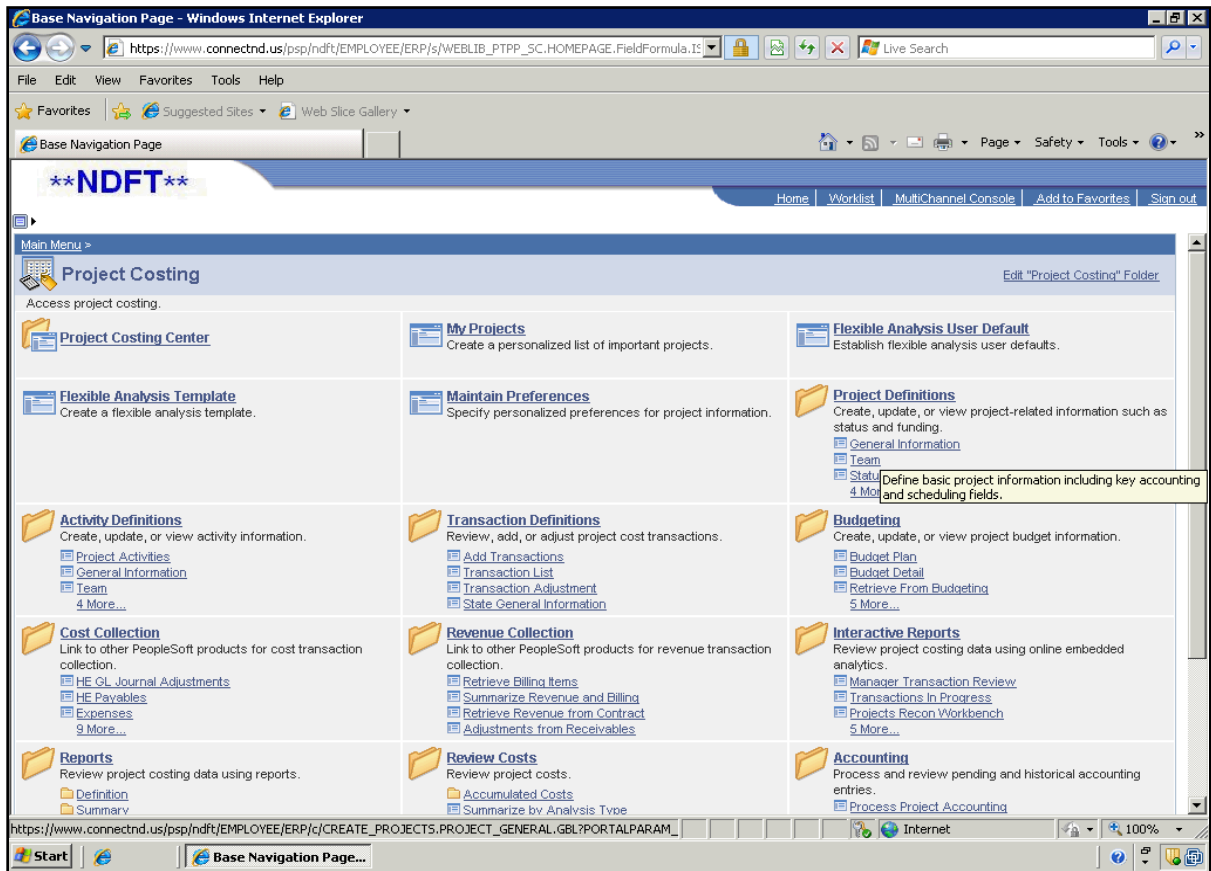 Base Navigation Page - Windows Internet Explorer
https://www.connectnd.us/psp/ndft/EMPLOYEE/ERP/s/WEBLIB_PTPP_SC.HOMEPAGE.FieldFormula.IS
Live Search
File Edit View Favorites Tools Help
Favorites Suggested Sites Web Slice Gallery
Base Navigation Page
Page Safety Tools
**NDFT**
Home Worklist MultiChannel Console Add to Favorites Sign out
Main Menu >
Project Costing
Edit "Project Costing" Folder
Access project costing.
Project Costing Center
My Projects
Create a personalized list of important projects.
Flexible Analysis User Default
Establish flexible analysis user defaults.
Flexible Analysis Template
Create a flexible analysis template.
Maintain Preferences
Specify personalized preferences for project information.
Project Definitions
Create, update, or view project-related information such as
status and funding.
General Information
Team
Statu
4 Mor
Define basic project information including key accounting
and scheduling fields.
Activity Definitions
Create, update, or view activity information.
Project Activities
General Information
Team
4 More...
Transaction Definitions
Review, add, or adjust project cost transactions.
Add Transactions
Transaction List
Transaction Adjustment
State General Information
Budgeting
Create, update, or view project budget information.
Budget Plan
Budget Detail
Retrieve From Budgeting
5 More...
Cost Collection
Link to other PeopleSoft products for cost transaction
collection.
HE GL Journal Adjustments
HE Payables
Expenses
9 More...
Revenue Collection
Link to other PeopleSoft products for revenue transaction
collection.
Retrieve Billing Items
Summarize Revenue and Billing
Retrieve Revenue from Contract
Adjustments from Receivables
Interactive Reports
Review project costing data using online embedded
analytics.
Manager Transaction Review
Transactions In Progress
Projects Recon Workbench
5 More...
Reports
Review project costing data using reports.
Definition
Summary
Review Costs
Review project costs.
Accumulated Costs
Summarize by Analysis Type
Accounting
Process and review pending and historical accounting
entries.
Process Project Accounting
https://www.connectnd.us/psp/ndft/EMPLOYEE/ERP/c/CREATE_PROJECTS.PROJECT_GENERAL.GBL?PORTALPARAM_
Internet
100%
Start
Base Navigation Page...